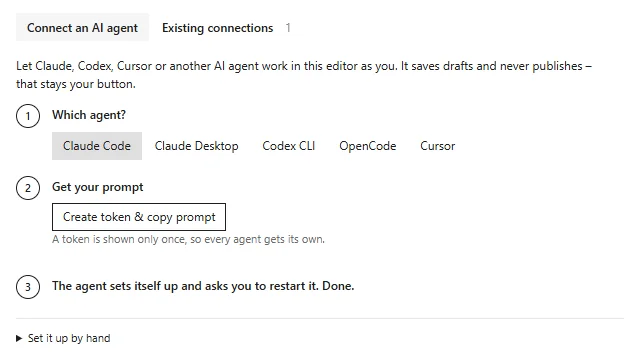 Connect an AI agent
Existing connections 1
Let Claude, Codex, Cursor or another AI agent work in this editor as you. It saves drafts and never publishes –
that stays your button.
1 Which agent?
Claude Code
Claude Desktop
Codex CLI
OpenCode
Cursor
2 Get your prompt
Create token & copy prompt
A token is shown only once, so every agent gets its own.
3 The agent sets itself up and asks you to restart it. Done.
Set it up by hand